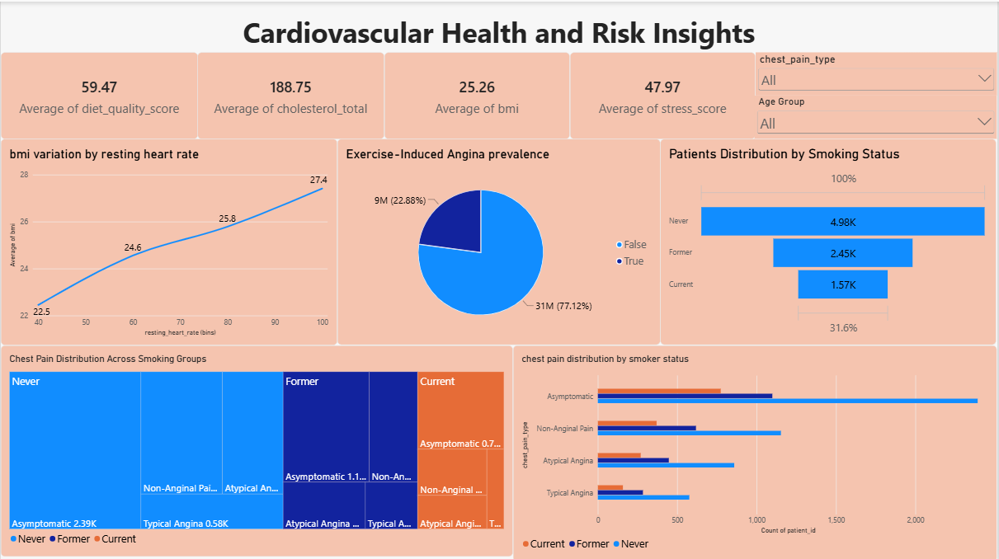 Cardiovascular Health and Risk Insights
59.47
Average of diet_quality_score
188.75
Average of cholesterol_total
25.26
Average of bmi
47.97
Average of stress_score
chest_pain_type
All
Age Group
All
bmi variation by resting heart rate
28
26
24
22
Average of bmi
22.5
24.6
25.8
27.4
40 50 60 70 80 90 100
resting_heart_rate (bins)
Exercise-Induced Angina prevalence
9M (22.88%)
31M (77.12%)
False
True
Patients Distribution by Smoking Status
100%
Never 4.98K
Former 2.45K
Current 1.57K
31.6%
Chest Pain Distribution Across Smoking Groups
Never
Asymptomatic 2.39K
Non-Anginal Pai...
Atypical An...
Typical Angina 0.58K
Former
Asymptomatic 1.1...
Non-An...
Atypical Angina ...
Typical A...
Current
Asymptomatic 0.7...
Non-Anginal ...
Atypical Angi...
T...
Never Former Current
chest pain distribution by smoker status
chest_pain_type
Asymptomatic
Non-Anginal Pain
Atypical Angina
Typical Angina
0 500 1,000 1,500 2,000
Count of patient_id
Current Former Never